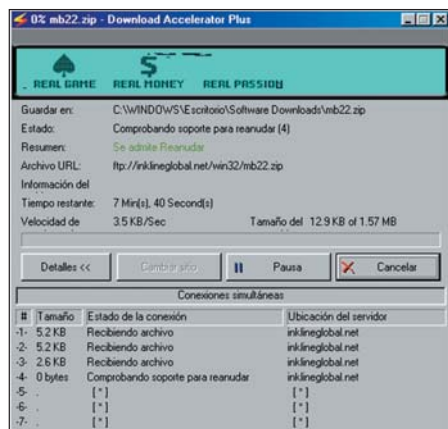 0% mb22.zip - Download Accelerator Plus
REAL GAME REAL MONEY REAL PASSION
Guardar en: C:\WINDOWS\Escritorio\Software Downloads\mb22.zip
Estado: Comprobando soporte para reanudar (4)
Resumen: Se admite Reanudar
Archivo URL: ftp://inklineglobal.net/win32/mb22.zip
Información del
Tiempo restante: 7 Min(s), 40 Second(s)
Velocidad de 3.5 KB/Sec Tamaño del 12.9 KB of 1.57 MB
Detalles << Cambiar sitio Pausa Cancelar
Conexiones simultáneas
# Tamaño Estado de la conexión Ubicación del servidor
-1- 5.2 KB Recibiendo archivo inklineglobal.net
-2- 5.2 KB Recibiendo archivo inklineglobal.net
-3- 2.6 KB Recibiendo archivo inklineglobal.net
-4- 0 bytes Comprobando soporte para reanudar inklineglobal.net
-5- . [ * ] [ * ]
-6- . [ * ] [ * ]
-7- . [ * ] [ * ]